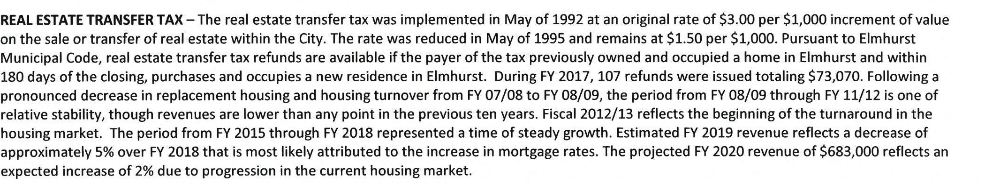 REAL ESTATE TRANSFER TAX – The real estate transfer tax was implemented in May of 1992 at an original rate of $3.00 per $1,000 increment of value
on the sale or transfer of real estate within the City. The rate was reduced in May of 1995 and remains at $1.50 per $1,000. Pursuant to Elmhurst
Municipal Code, real estate transfer tax refunds are available if the payer of the tax previously owned and occupied a home in Elmhurst and within
180 days of the closing, purchases and occupies a new residence in Elmhurst.  During FY 2017, 107 refunds were issued totaling $73,070. Following a
pronounced decrease in replacement housing and housing turnover from FY 07/08 to FY 08/09, the period from FY 08/09 through FY 11/12 is one of
relative stability, though revenues are lower than any point in the previous ten years. Fiscal 2012/13 reflects the beginning of the turnaround in the
housing market.  The period from FY 2015 through FY 2018 represented a time of steady growth. Estimated FY 2019 revenue reflects a decrease of
approximately 5% over FY 2018 that is most likely attributed to the increase in mortgage rates. The projected FY 2020 revenue of $683,000 reflects an
expected increase of 2% due to progression in the current housing market.